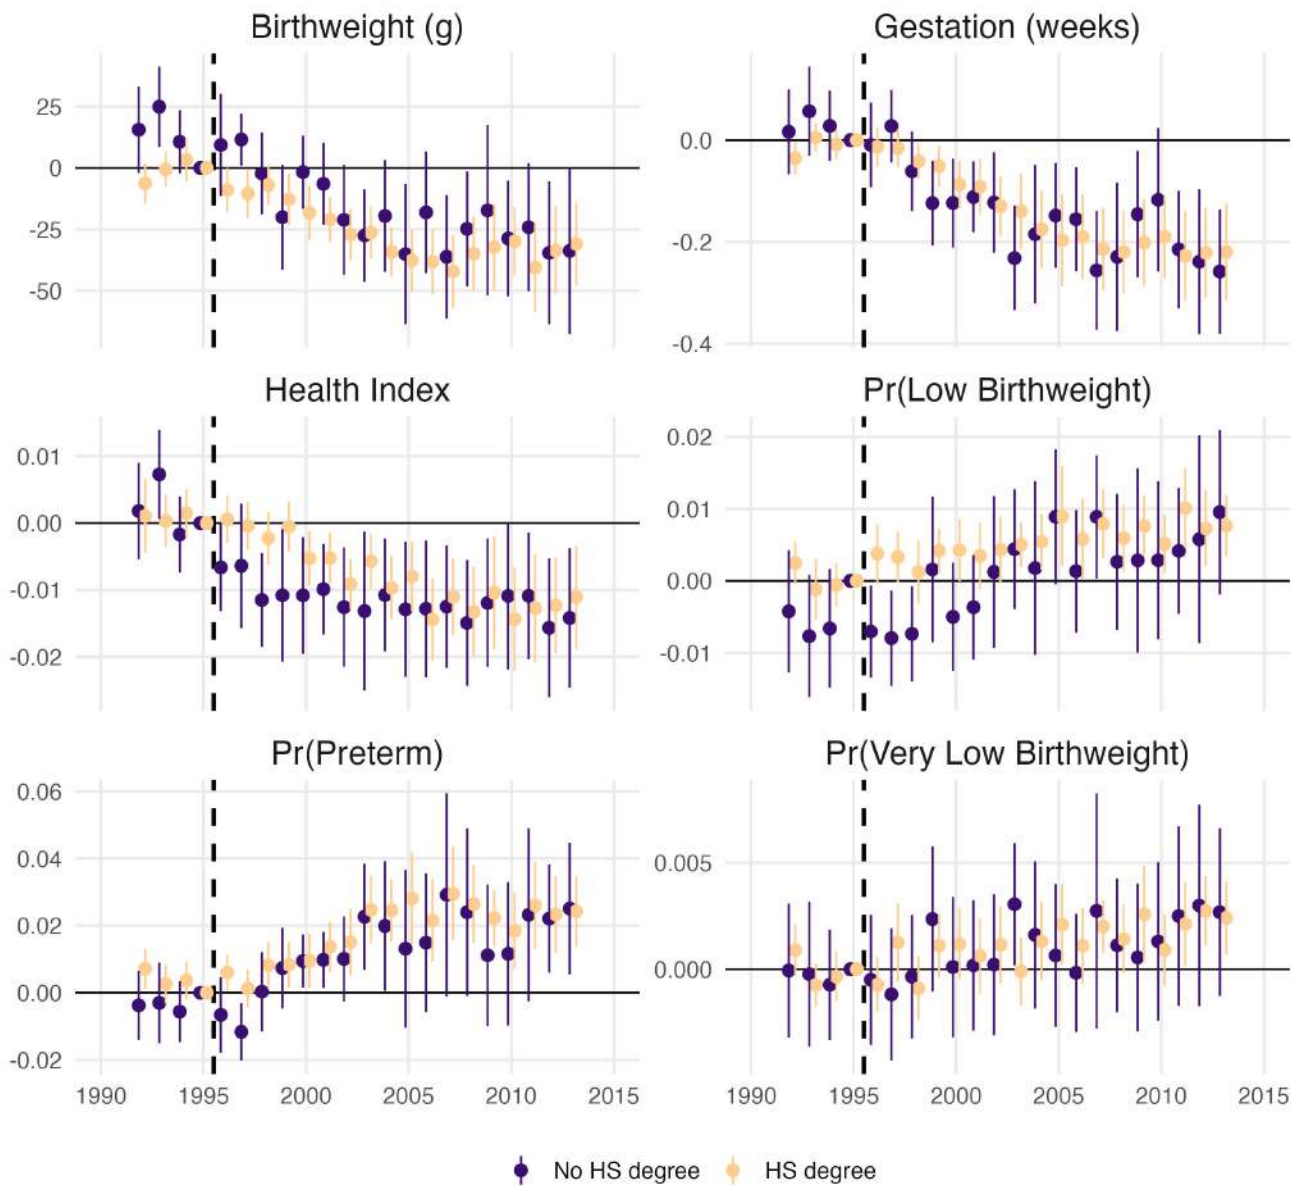 Birthweight (g)
25
0
-25
-50
Gestation (weeks)
0.0
-0.2
-0.4
Health Index
0.01
0.00
-0.01
-0.02
Pr(Low Birthweight)
0.02
0.01
0.00
-0.01
Pr(Preterm)
0.06
0.04
0.02
0.00
-0.02
1990 1995 2000 2005 2010 2015
Pr(Very Low Birthweight)
0.005
0.000
1990 1995 2000 2005 2010 2015
No HS degree HS degree